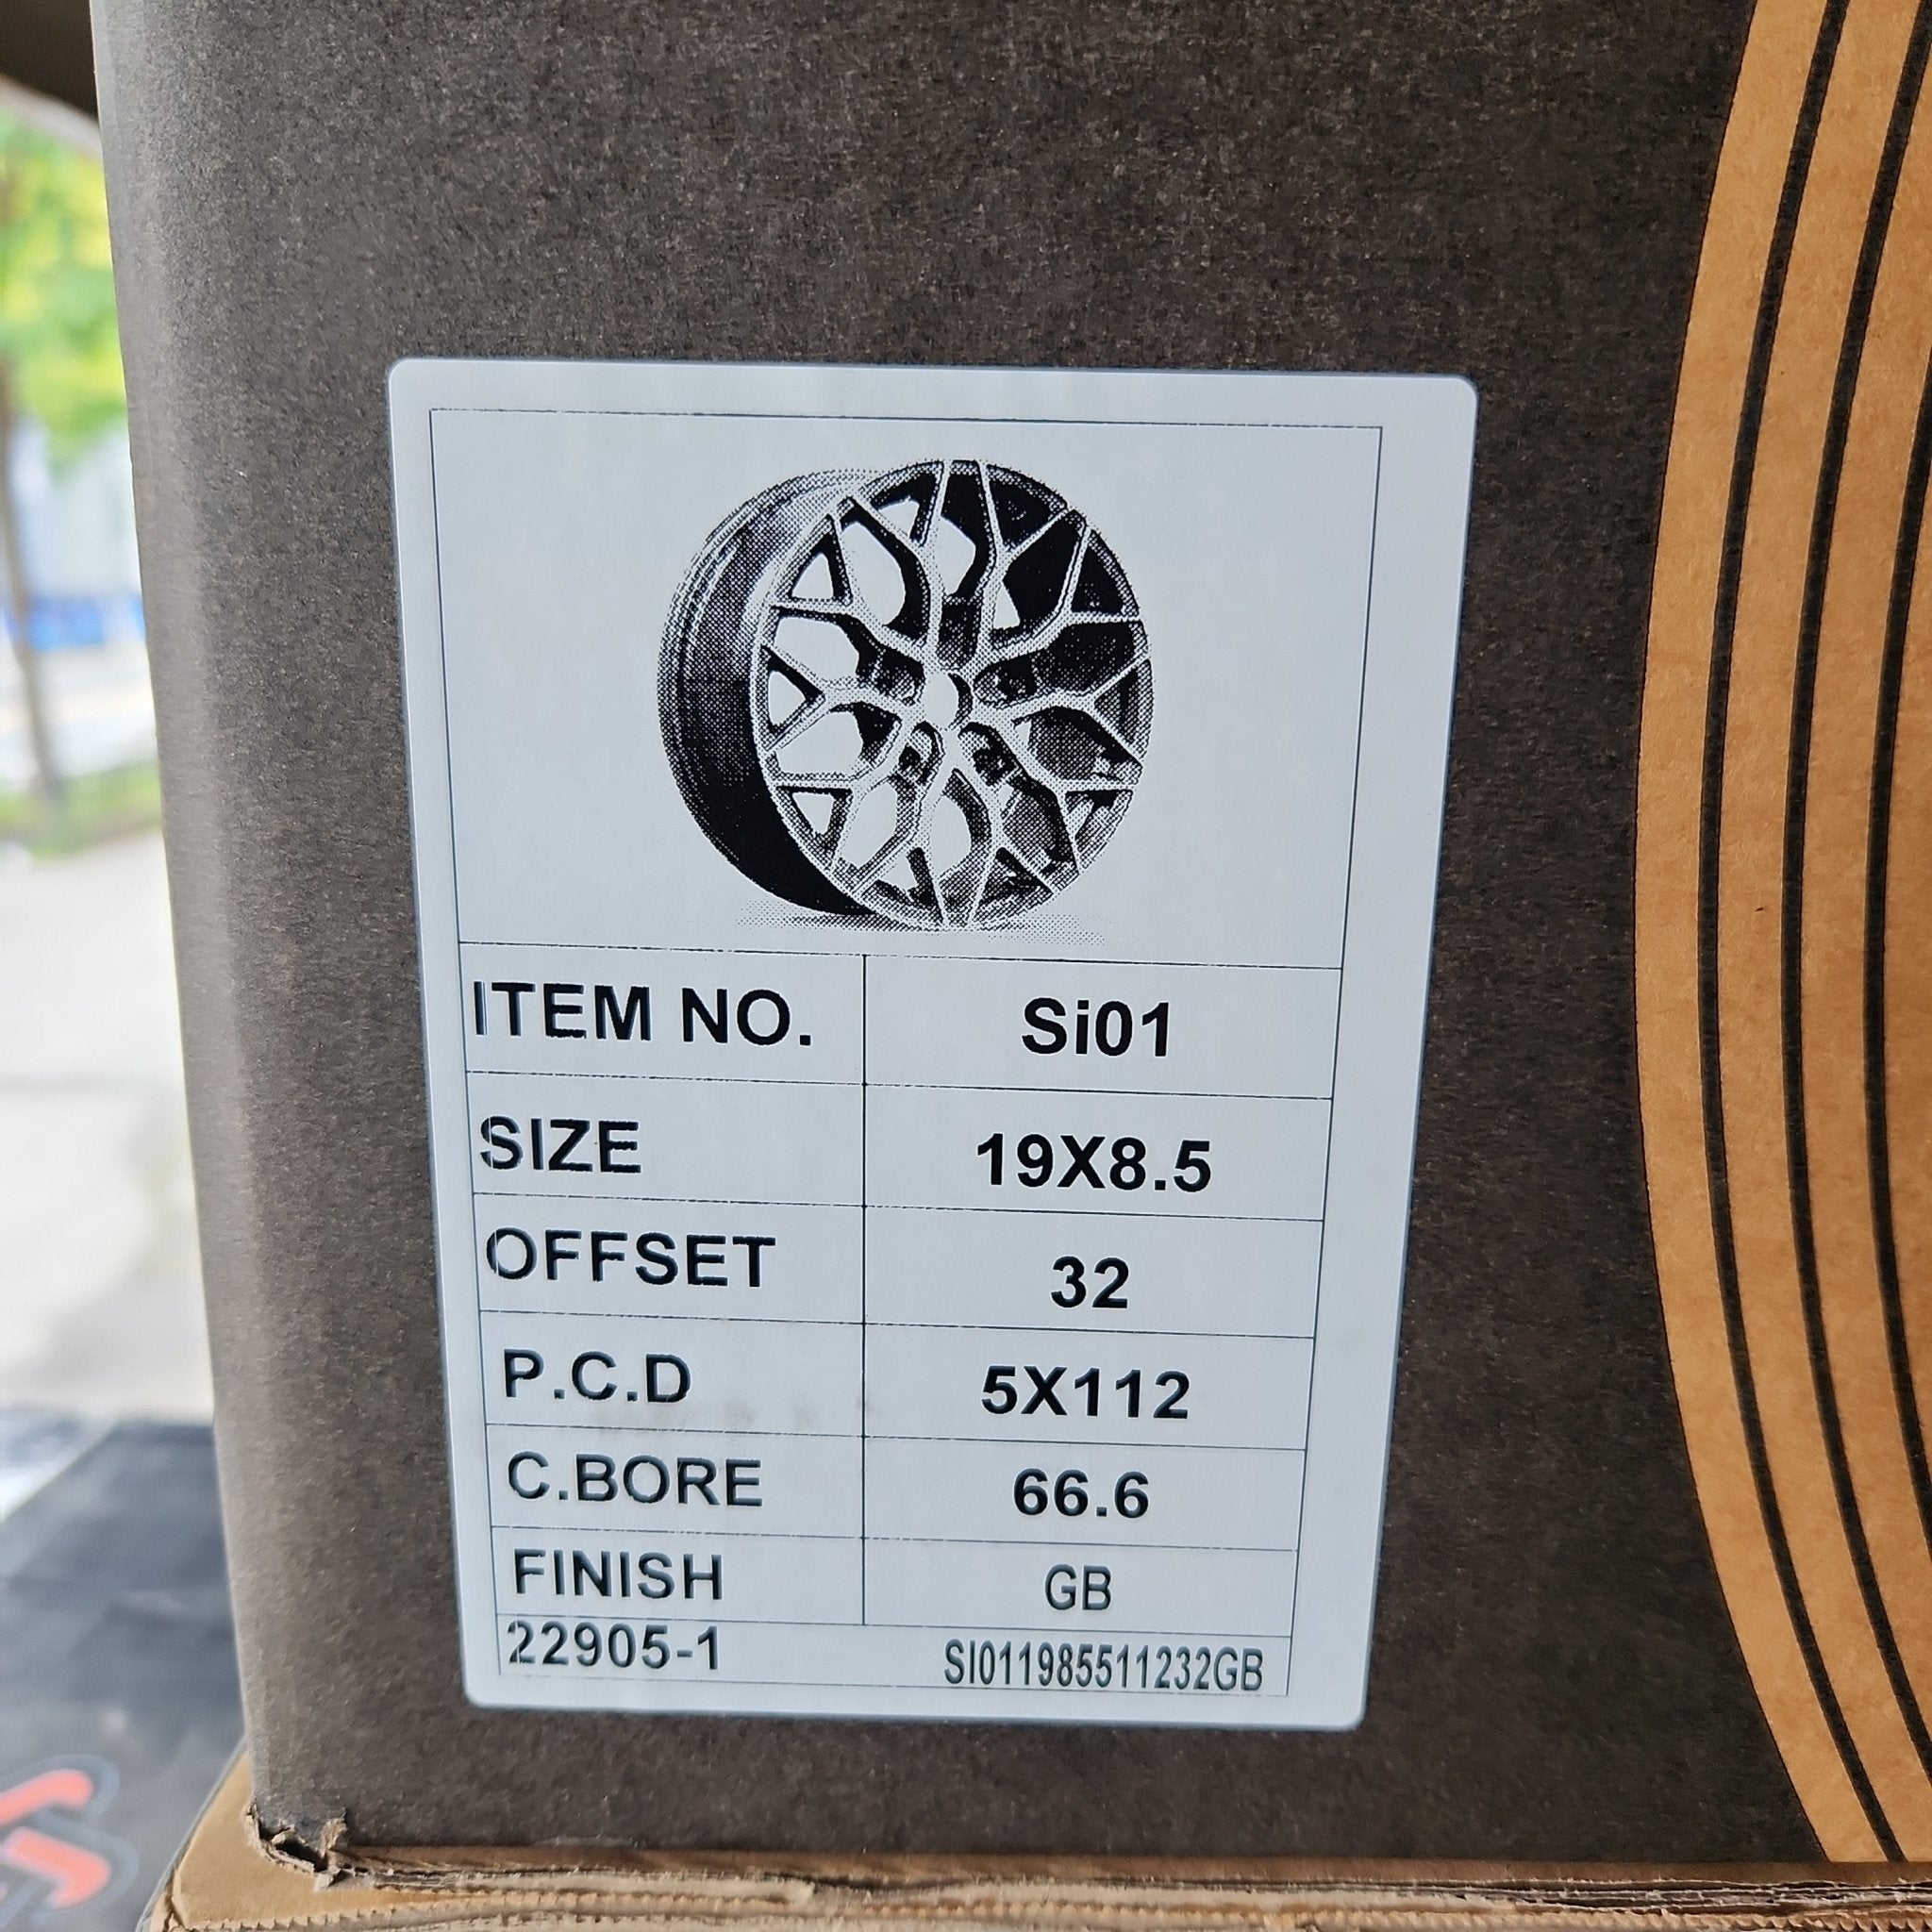 ITEM NO. Si01
SIZE 19X8.5
OFFSET 32
P.C.D 5X112
C.BORE 66.6
FINISH GB
22905-1 SI011985511232GB